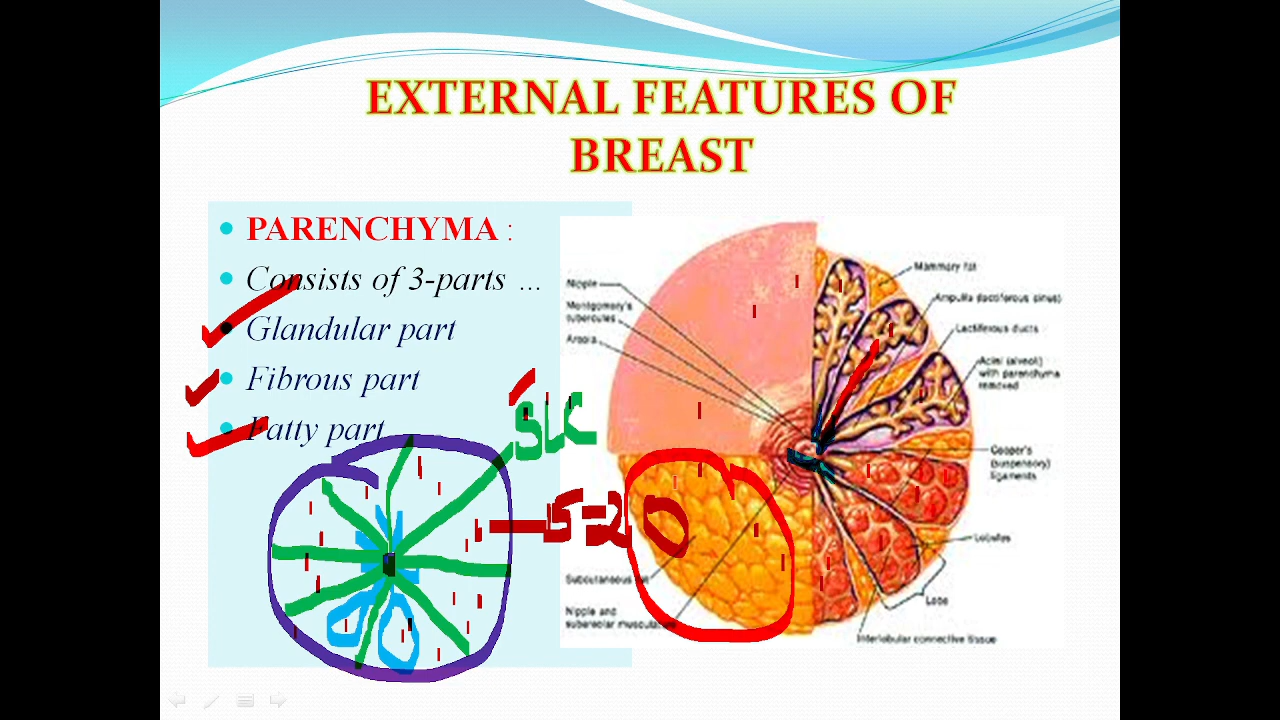 EXTERNAL FEATURES OF
BREAST
PARENCHYMA :
Consists of 3-parts ...
Glandular part
Fibrous part
Fatty part
SLC
15-20
Nipple
Montgomery's
tubercules
Areola
Mammary fat
Ampulla (lactiferous sinus)
Lactiferous ducts
Acini (alveoli)
with parenchyma
removed
Cooper's
(suspensory)
ligaments
Lobules
Lobe
Interlobular connective tissue
Subcutaneous
Nipple and
subareolar